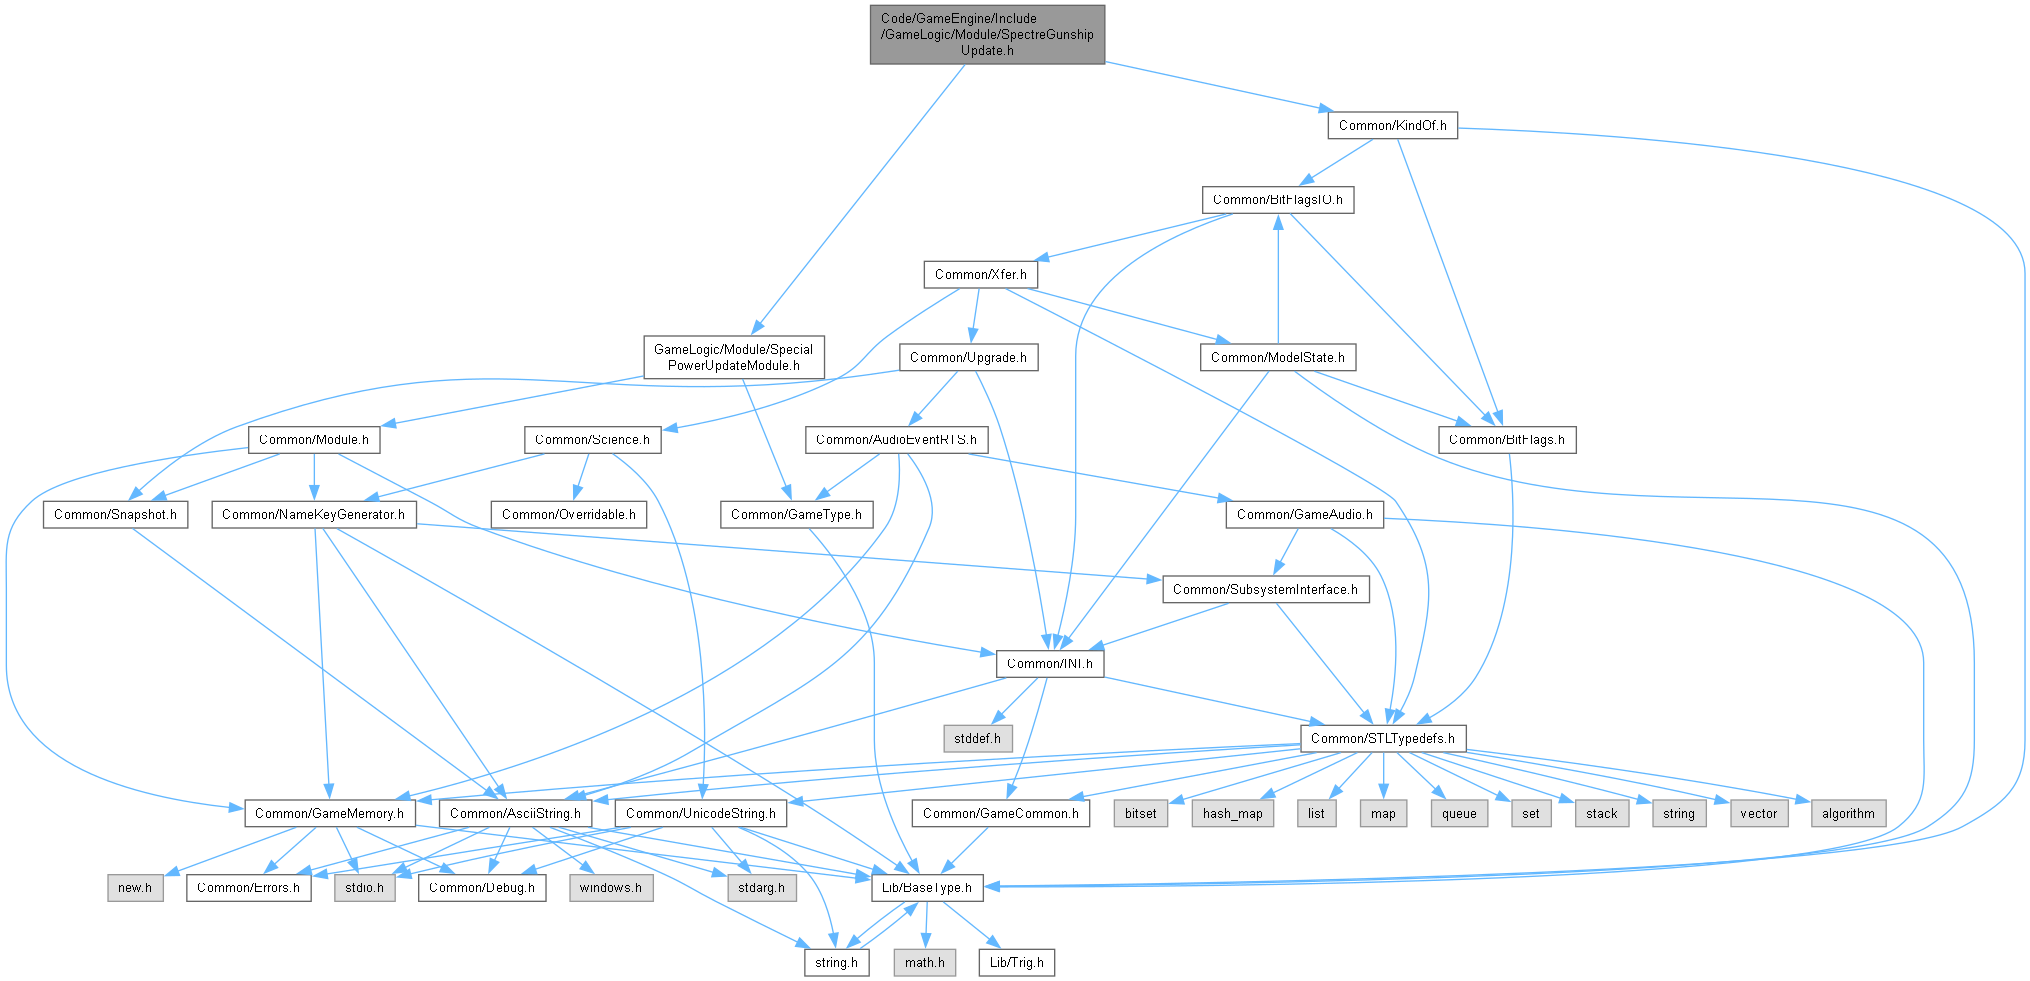 Code/GameEngine/Include
/GameLogic/Module/SpectreGunship
Update.h
Common/KindOf.h
Common/BitFlagsIO.h
Common/Xfer.h
GameLogic/Module/Special
PowerUpdateModule.h
Common/Upgrade.h
Common/ModelState.h
Common/Module.h
Common/Science.h
Common/AudioEventRTS.h
Common/BitFlags.h
Common/Snapshot.h
Common/NameKeyGenerator.h
Common/Overridable.h
Common/GameType.h
Common/GameAudio.h
Common/SubsystemInterface.h
Common/INI.h
stddef.h
Common/STLTypedefs.h
Common/GameMemory.h
Common/AsciiString.h
Common/UnicodeString.h
Common/GameCommon.h
bitset
hash_map
list
map
queue
set
stack
string
vector
algorithm
new.h
Common/Errors.h
stdio.h
Common/Debug.h
windows.h
stdarg.h
Lib/BaseType.h
string.h
math.h
Lib/Trig.h